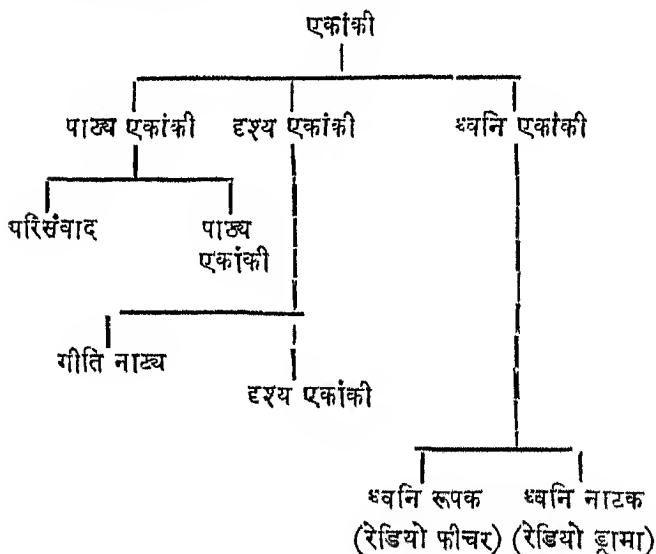 एकांकी
पाठ्य एकांकी दृश्य एकांकी ध्वनि एकांकी
परिसंवाद पाठ्य
एकांकी
गीति नाट्य
दृश्य एकांकी
ध्वनि रूपक ध्वनि नाटक
(रेडियो फीचर) (रेडियो ड्रामा)